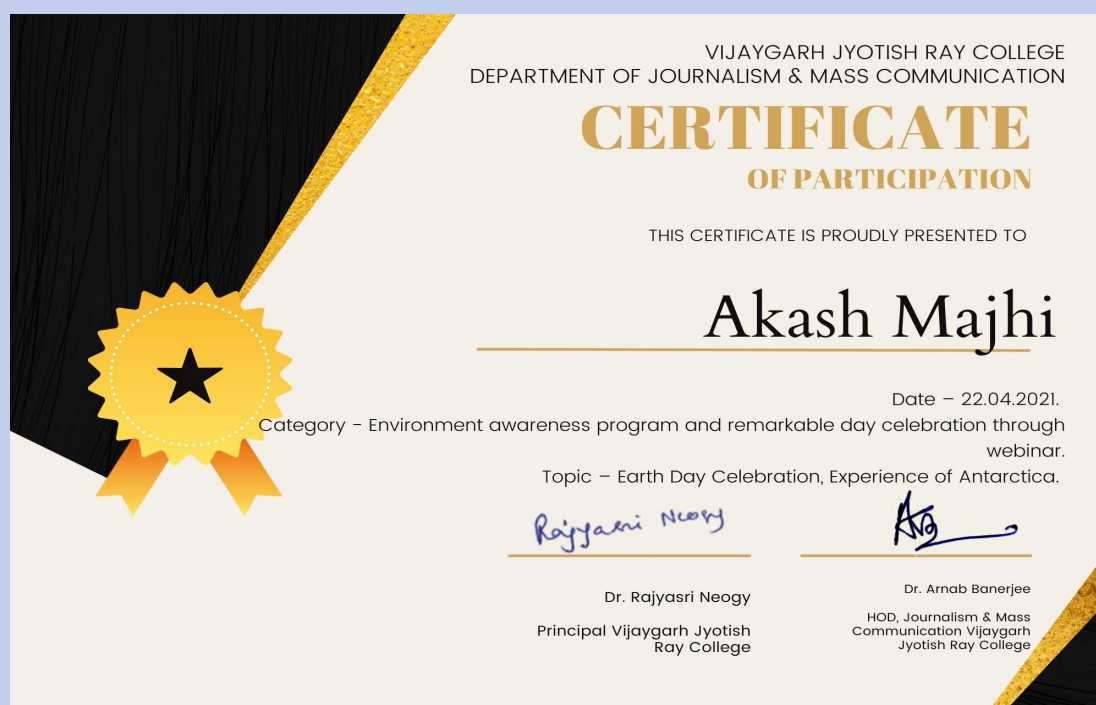 VIJAYGARH JYOTISH RAY COLLEGE
DEPARTMENT OF JOURNALISM & MASS COMMUNICATION
CERTIFICATE
OF PARTICIPATION
THIS CERTIFICATE IS PROUDLY PRESENTED TO
Akash Majhi
Date – 22.04.2021.
Category - Environment awareness program and remarkable day celebration through
webinar.
Topic – Earth Day Celebration, Experience of Antarctica.
Rajyasri Neogy
Dr. Rajyasri Neogy
Principal Vijaygarh Jyotish
Ray College
Dr. Arnab Banerjee
HOD, Journalism & Mass
Communication Vijaygarh
Jyotish Ray College